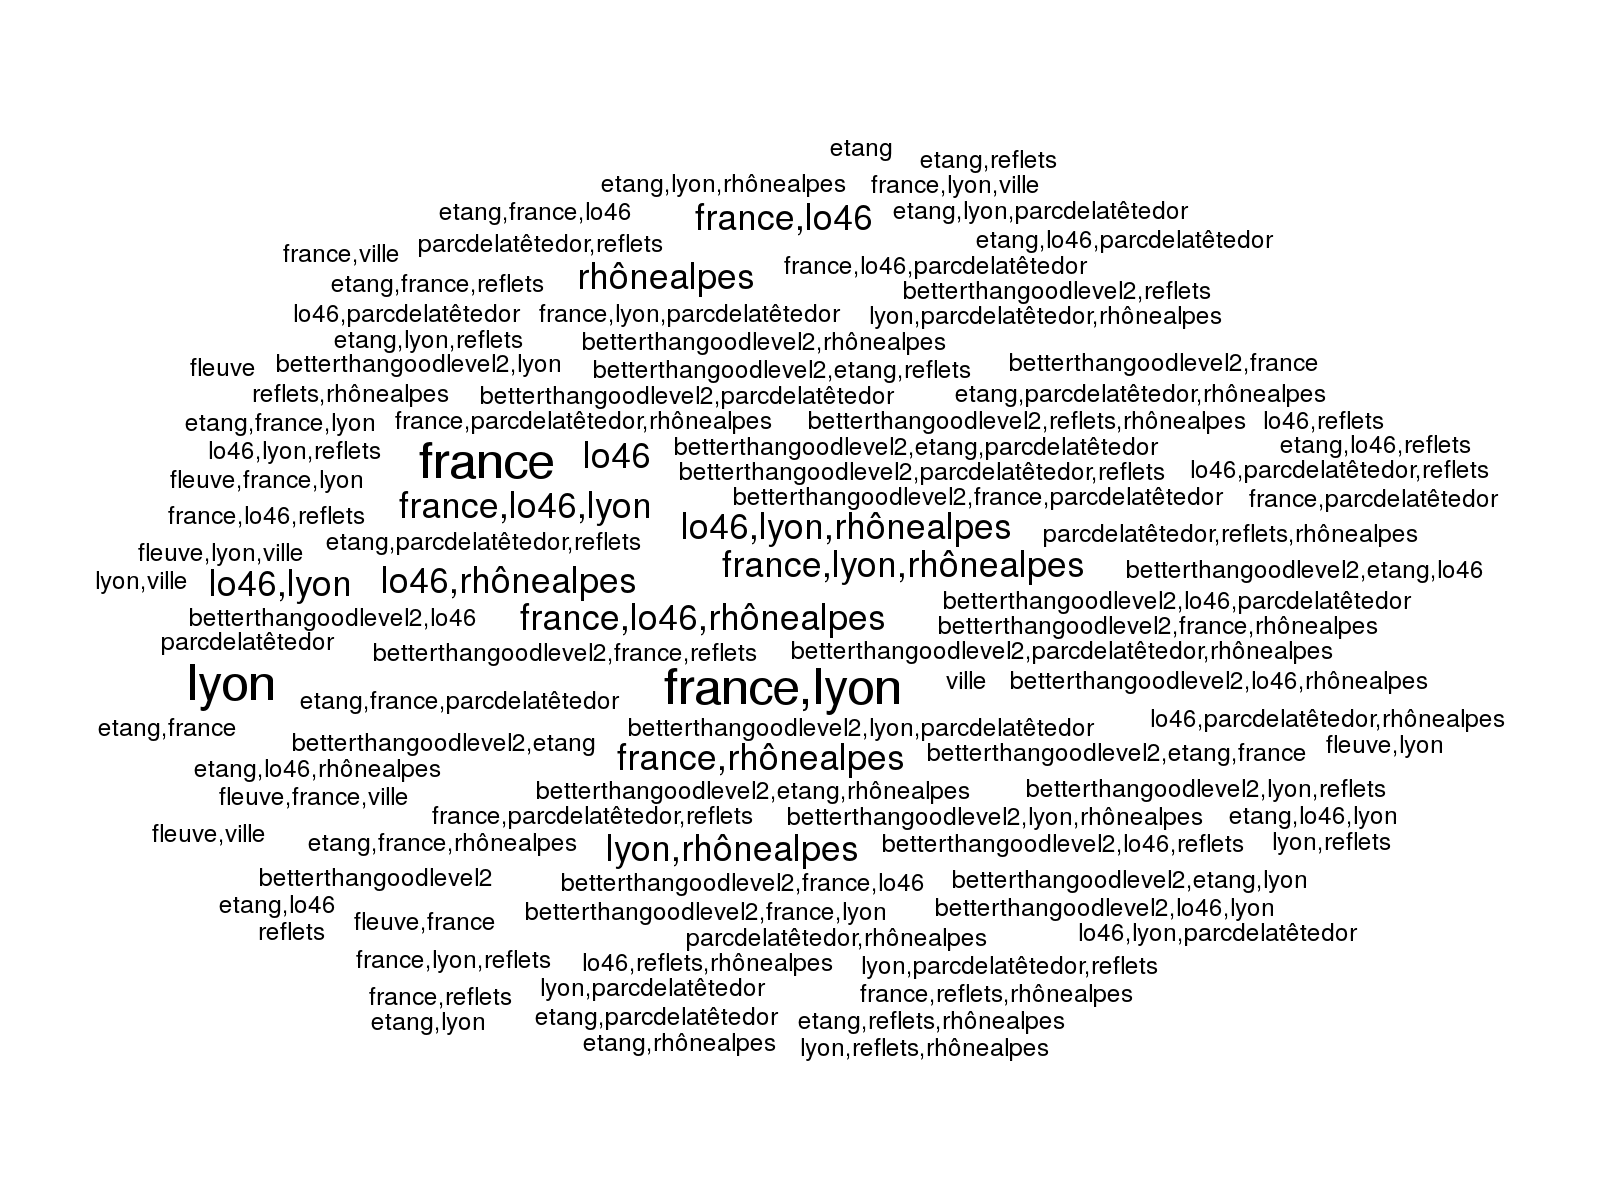 etang
etang,reflets
etang,lyon,rhônealpes
france,lyon,ville
etang,france,lo46
france,lo46
etang,lyon,parcdelatêtedor
france,ville
parcdelatêtedor,reflets
etang,lo46,parcdelatêtedor
etang,france,reflets
rhônealpes
france,lo46,parcdelatêtedor
betterthangoodlevel2,reflets
lo46,parcdelatêtedor
france,lyon,parcdelatêtedor
lyon,parcdelatêtedor,rhônealpes
etang,lyon,reflets
betterthangoodlevel2,rhônealpes
fleuve
betterthangoodlevel2,lyon
betterthangoodlevel2,etang,reflets
betterthangoodlevel2,france
reflets,rhônealpes
betterthangoodlevel2,parcdelatêtedor
etang,parcdelatêtedor,rhônealpes
etang,france,lyon
france,parcdelatêtedor,rhônealpes
betterthangoodlevel2,reflets,rhônealpes
lo46,reflets
lo46,lyon,reflets
france
lo46
betterthangoodlevel2,etang,parcdelatêtedor
etang,lo46,reflets
fleuve,france,lyon
betterthangoodlevel2,parcdelatêtedor,reflets
lo46,parcdelatêtedor,reflets
france,lo46,lyon
betterthangoodlevel2,france,parcdelatêtedor
france,parcdelatêtedor
france,lo46,reflets
lo46,lyon,rhônealpes
parcdelatêtedor,reflets,rhônealpes
fleuve,lyon,ville
etang,parcdelatêtedor,reflets
france,lyon,rhônealpes
betterthangoodlevel2,etang,lo46
lyon,ville
lo46,lyon
lo46,rhônealpes
betterthangoodlevel2,lo46,parcdelatêtedor
betterthangoodlevel2,lo46
france,lo46,rhônealpes
betterthangoodlevel2,france,rhônealpes
parcdelatêtedor
betterthangoodlevel2,france,reflets
betterthangoodlevel2,parcdelatêtedor,rhônealpes
lyon
etang,france,parcdelatêtedor
france,lyon
ville
betterthangoodlevel2,lo46,rhônealpes
etang,france
betterthangoodlevel2,lyon,parcdelatêtedor
lo46,parcdelatêtedor,rhônealpes
betterthangoodlevel2,etang
france,rhônealpes
betterthangoodlevel2,etang,france
fleuve,lyon
etang,lo46,rhônealpes
fleuve,france,ville
betterthangoodlevel2,etang,rhônealpes
betterthangoodlevel2,lyon,reflets
france,parcdelatêtedor,reflets
betterthangoodlevel2,lyon,rhônealpes
etang,lo46,lyon
fleuve,ville
etang,france,rhônealpes
lyon,rhônealpes
betterthangoodlevel2,lo46,reflets
lyon,reflets
betterthangoodlevel2
betterthangoodlevel2,france,lo46
betterthangoodlevel2,etang,lyon
etang,lo46
fleuve,france
betterthangoodlevel2,france,lyon
betterthangoodlevel2,lo46,lyon
reflets
parcdelatêtedor,rhônealpes
lo46,lyon,parcdelatêtedor
france,lyon,reflets
lo46,reflets,rhônealpes
lyon,parcdelatêtedor,reflets
france,reflets
lyon,parcdelatêtedor
france,reflets,rhônealpes
etang,lyon
etang,parcdelatêtedor
etang,reflets,rhônealpes
etang,rhônealpes
lyon,reflets,rhônealpes